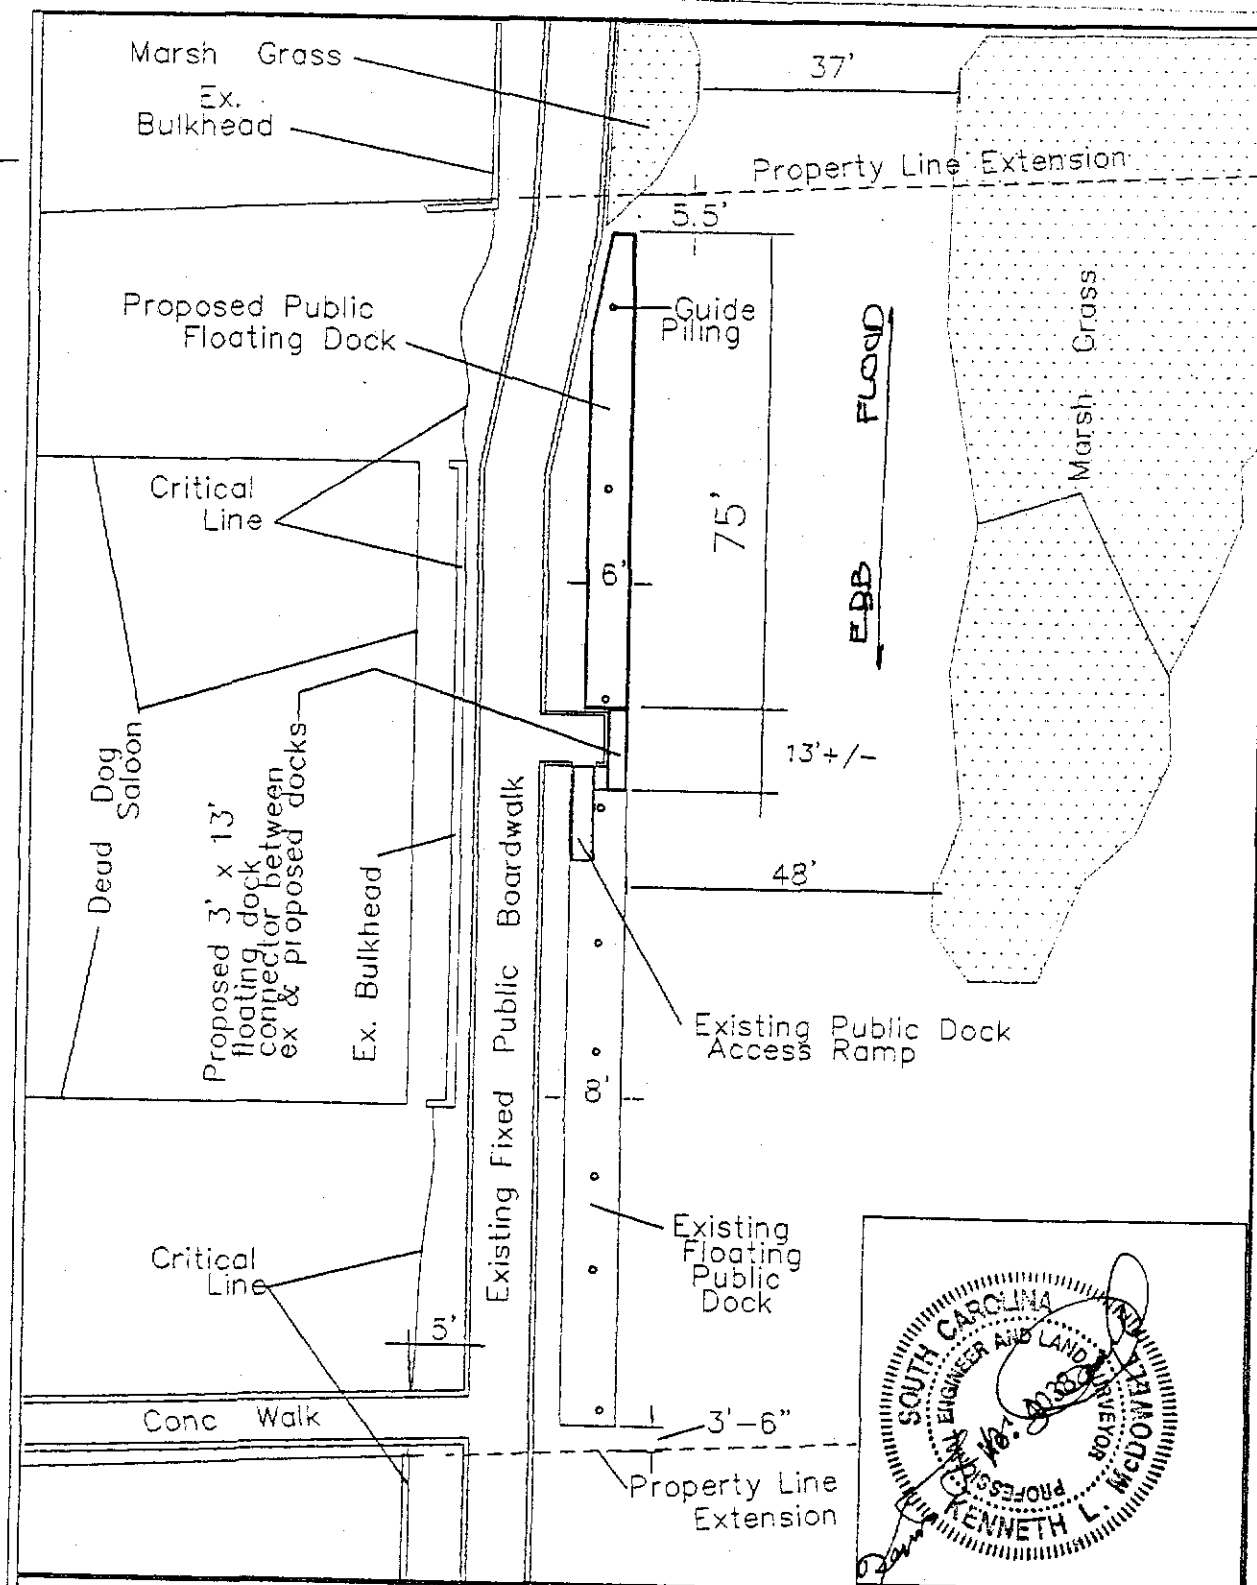 Marsh Grass
37'
Ex.
Bulkhead
Property Line Extension
5.5'
Proposed Public
Floating Dock
Guide
Piling
FLOOD
EBB
Marsh Grass
Critical
Line
75'
6'
Dead Dog
Saloon
Proposed 3' x 13'
floating dock
connector between
ex & proposed docks
Ex. Bulkhead
13'+/-
48'
Existing Fixed Public Boardwalk
Existing Public Dock
Access Ramp
8'
Existing
Floating
Public
Dock
Critical
Line
5'
Conc Walk
3'-6"
Property Line
Extension
SOUTH CAROLINA
PROFESSIONAL ENGINEER AND LAND SURVEYOR
KENNETH L. McDOWELL